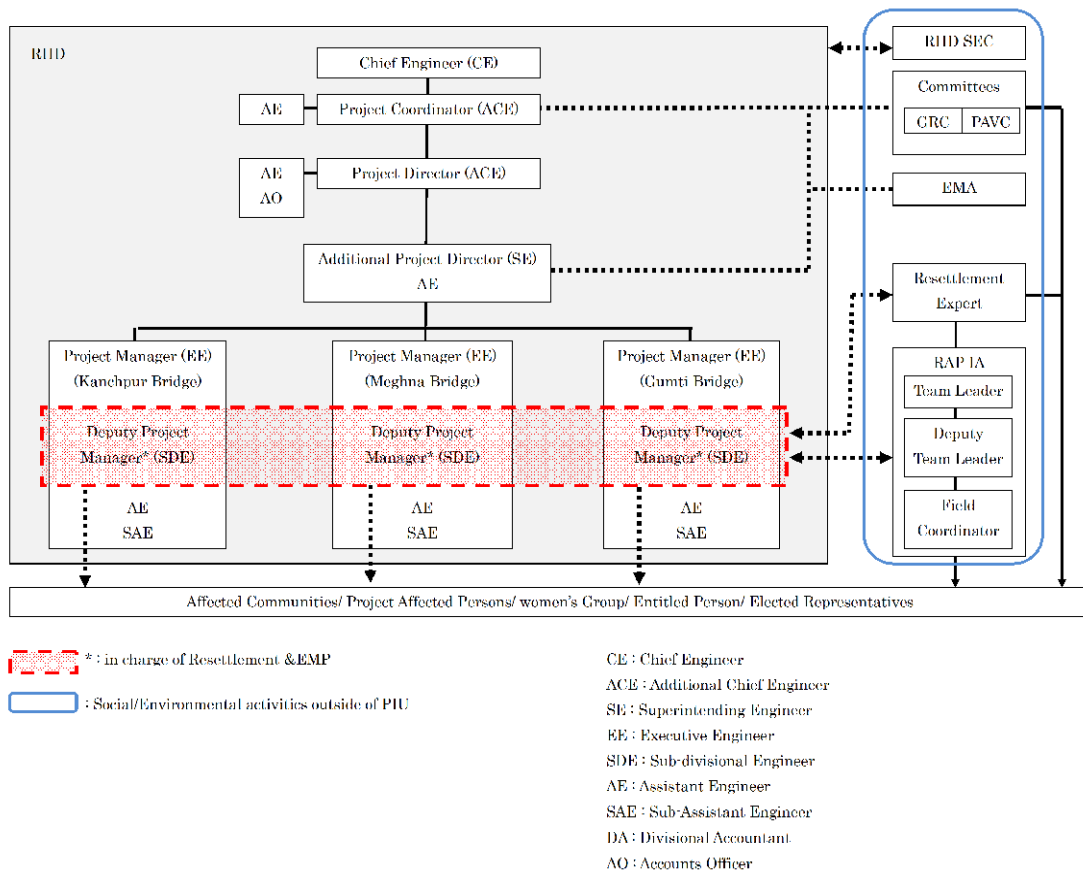 RHD
Chief Engineer (CE)
AE
Project Coordinator (ACE)
AE
AO
Project Director (ACE)
Additional Project Director (SE)
AE
Project Manager (EE)
(Kanchpur Bridge)
Deputy Project
Manager* (SDE)
AE
SAE
Project Manager (EE)
(Meghna Bridge)
Deputy Project
Manager* (SDE)
AE
SAE
Project Manager (EE)
(Gumti Bridge)
Deputy Project
Manager* (SDE)
AE
SAE
RHD SEC
Committees
GRC PAVC
EMA
Resettlement
Expert
RAP IA
Team Leader
Deputy
Team Leader
Field
Coordinator
Affected Communities/ Project Affected Persons/ women's Group/ Entitled Person/ Elected Representatives
* : in charge of Resettlement &EMP
: Social/Environmental activities outside of PIU
CE : Chief Engineer
ACE : Additional Chief Engineer
SE : Superintending Engineer
EE : Executive Engineer
SDE : Sub-divisional Engineer
AE : Assistant Engineer
SAE : Sub-Assistant Engineer
DA : Divisional Accountant
AO : Accounts Officer